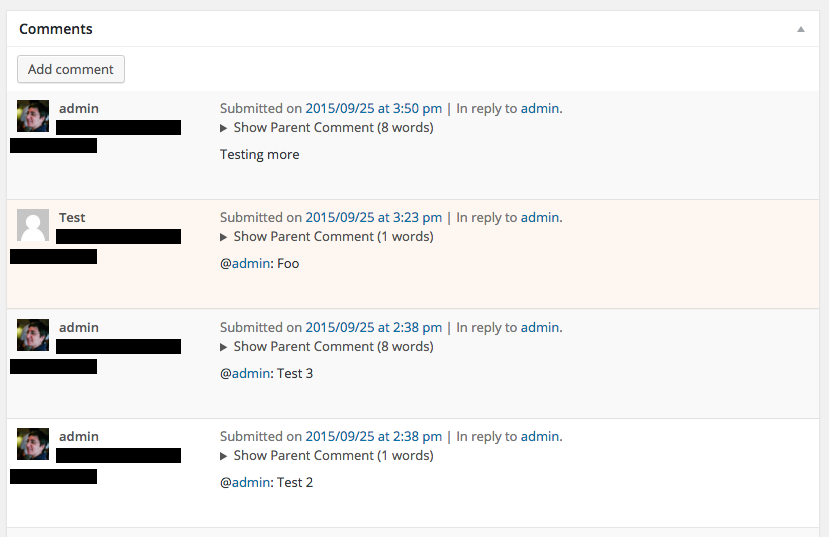 Comments
Add comment
admin
Submitted on 2015/09/25 at 3:50 pm | In reply to admin.
Show Parent Comment (8 words)
Testing more
Test
Submitted on 2015/09/25 at 3:23 pm | In reply to admin.
Show Parent Comment (1 words)
@admin: Foo
admin
Submitted on 2015/09/25 at 2:38 pm | In reply to admin.
Show Parent Comment (8 words)
@admin: Test 3
admin
Submitted on 2015/09/25 at 2:38 pm | In reply to admin.
Show Parent Comment (1 words)
@admin: Test 2